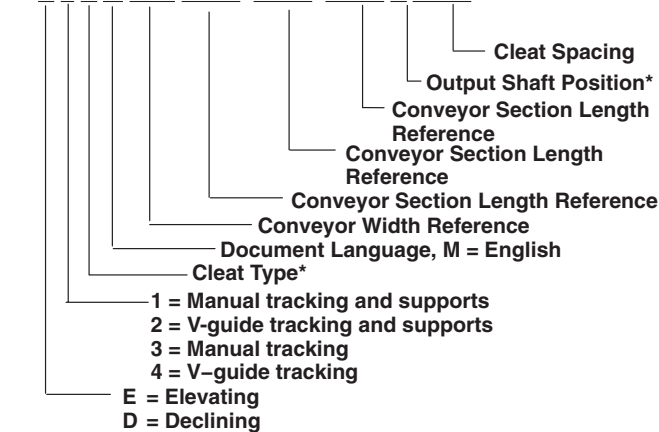 Cleat Spacing
Output Shaft Position*
Conveyor Section Length
Reference
Conveyor Section Length
Reference
Conveyor Section Length Reference
Conveyor Width Reference
Document Language, M = English
Cleat Type*
1 = Manual tracking and supports
2 = V-guide tracking and supports
3 = Manual tracking
4 = V−guide tracking
E = Elevating
D = Declining